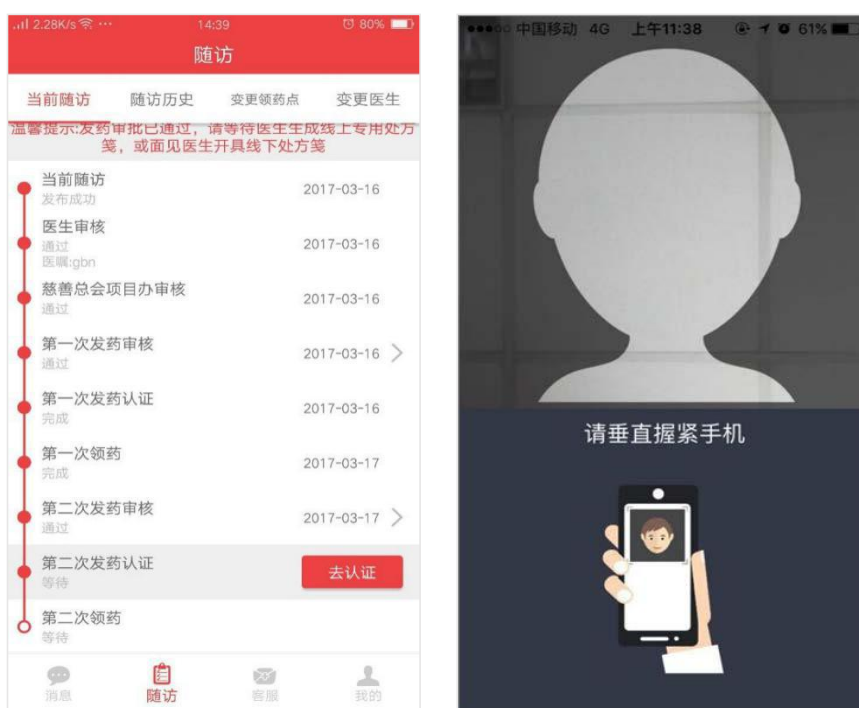 2.28K/s
14:39
80%
随访
当前随访
随访历史
变更领药点
变更医生
温馨提示:发药审批已通过，请等待医生生成线上专用处方
笺，或面见医生开具线下处方笺
当前随访
发布成功
2017-03-16
医生审核
通过
医嘱:gbn
2017-03-16
慈善总会项目办审核
通过
2017-03-16
第一次发药审核
通过
2017-03-16
第一次发药认证
完成
2017-03-16
第一次领药
完成
2017-03-17
第二次发药审核
通过
2017-03-17
第二次发药认证
等待
去认证
第二次领药
等待
消息
随访
客服
我的
中国移动 4G 上午11:38 61%
请垂直握紧手机